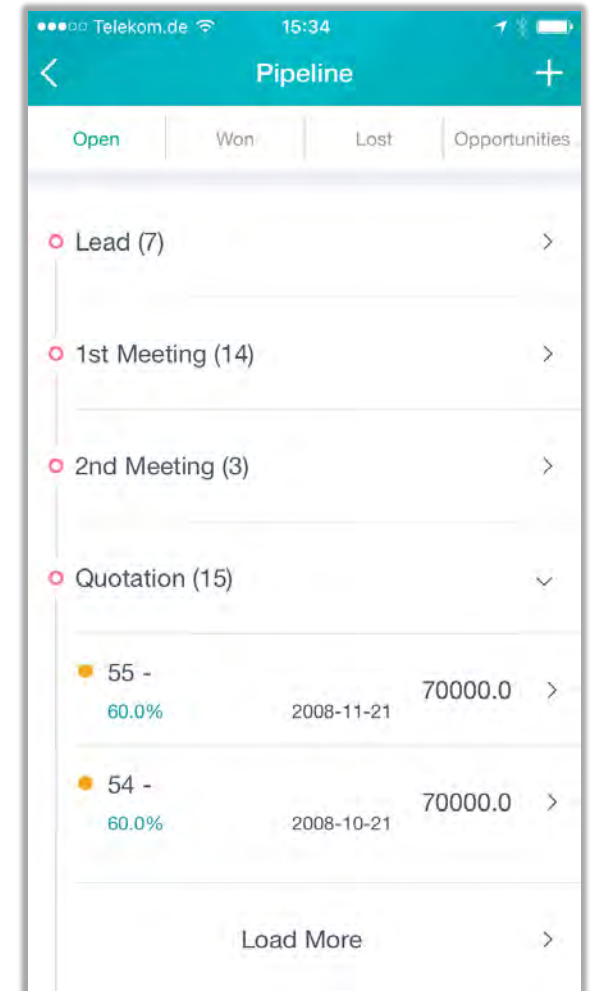 Telekom.de 15:34
Pipeline
Open Won Lost Opportunities
Lead (7)
1st Meeting (14)
2nd Meeting (3)
Quotation (15)
55 -
70000.0
60.0% 2008-11-21
54 -
70000.0
60.0% 2008-10-21
Load More